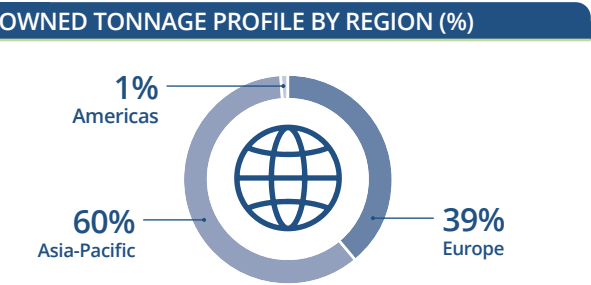 OWNED TONNAGE PROFILE BY REGION (%)
1%
Americas
60%
Asia-Pacific
39%
Europe